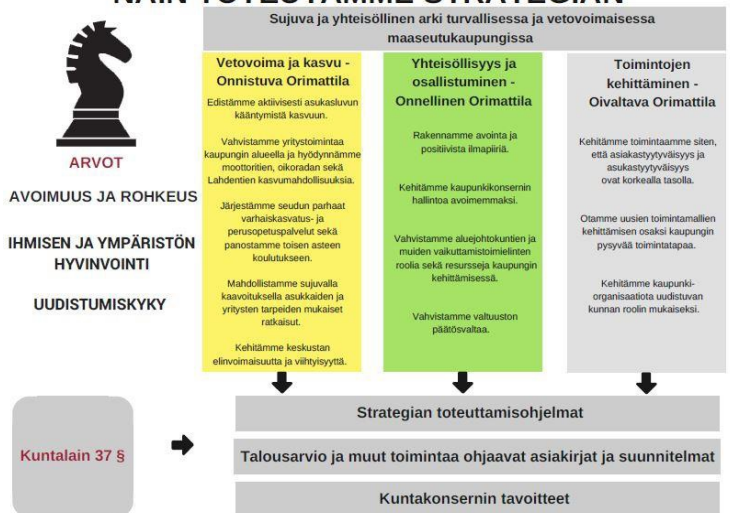 NÄIN TOTEUTAMME STRATEGIAN
Sujuva ja yhteisöllinen arki turvallisessa ja vetovoimaisessa
maaseutukaupungissa
ARVOT
AVOIMUUS JA ROHKEUS
IHMISEN JA YMPÄRISTÖN
HYVINVOINTI
UUDISTUMISKYKY
Vetovoima ja kasvu -
Onnistuva Orimattila
Edistämme aktiivisesti asukasluvun
kääntymistä kasvuun.
Vahvistamme yritystoimintaa
kaupungin alueella ja hyödynnämme
moottoritien, oikoradan sekä
Lahdentien kasvumahdollisuuksia.
Järjestämme seudun parhaat
varhaiskasvatus- ja
perusopetuspalvelut sekä
panostamme toisen asteen
koulutukseen.
Mahdollistamme sujuvalla
kaavoituksella asukkaiden ja
yritysten tarpeiden mukaiset
ratkaisut.
Kehitämme keskustan
elinvoimaisuutta ja viihtyisyyttä.
Yhteisöllisyys ja
osallistuminen -
Onnellinen Orimattila
Rakennamme avointa ja
positiivista ilmapiiriä.
Kehitämme kaupunkikonsernin
hallintoa avoimemmaksi.
Vahvistamme aluejohtokuntien ja
muiden vaikuttamistoimielinten
roolia sekä resursseja kaupungin
kehittämisessä.
Vahvistamme valtuuston
päätösvaltaa.
Toimintojen
kehittäminen -
Oivaltava Orimattila
Kehitämme toimintaamme siten,
että asiakastyytyväisyys ja
asukastyytyväisyys
ovat korkealla tasolla.
Otamme uusien toimintamallien
kehittämisen osaksi kaupungin
pysyvää toimintatapaa.
Kehitämme kaupunki-
organisaatiota uudistuvan
kunnan roolin mukaiseksi.
Kuntalain 37 §
Strategian toteuttamisohjelmat
Talousarvio ja muut toimintaa ohjaavat asiakirjat ja suunnitelmat
Kuntakonsernin tavoitteet